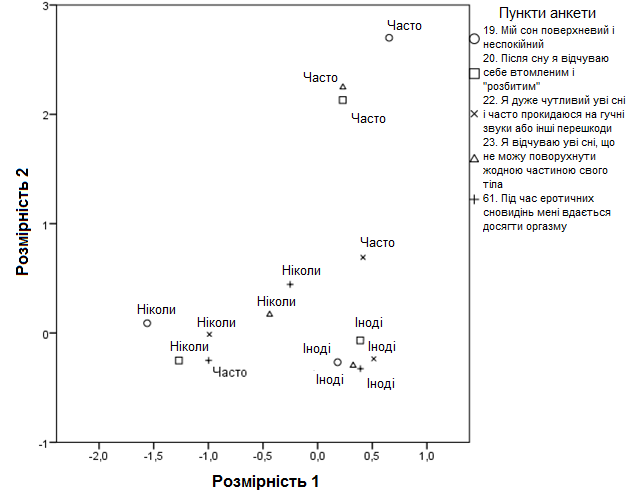 Пункти анкети
19. Мій сон поверхневий і
неспокійний
20. Після сну я відчуваю
себе втомленим і
"розбитим"
22. Я дуже чутливий уві сні
і часто прокидаюся на гучні
звуки або інші перешкоди
23. Я відчуваю уві сні, що
не можу поворухнути
жодною частиною свого
тіла
61. Під час еротичних
сновидінь мені вдається
досягти оргазму
3
Часто
Часто
2
Часто
Розмірність 2
1
Часто
Ніколи
Ніколи
Ніколи
Ніколи
Іноді
0
Ніколи
Іноді
Іноді
Часто
Іноді
Іноді
-1
-2,0
-1,5
-1,0
-0,5
0,0
0,5
1,0
Розмірність 1